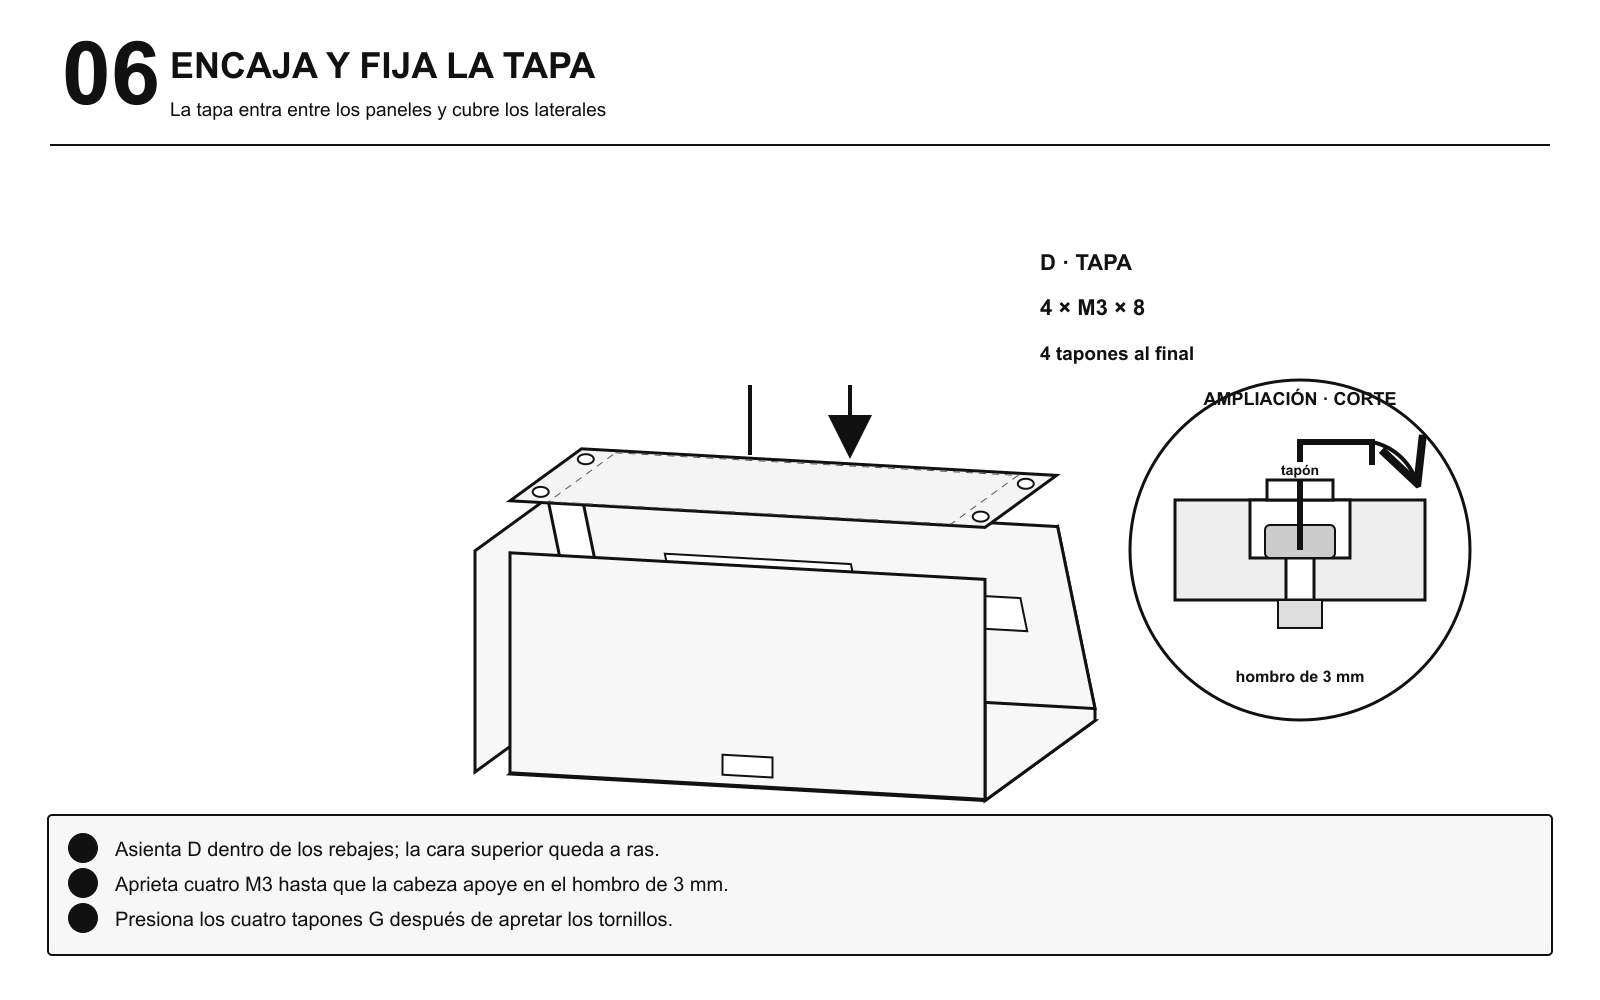 06 ENCAJA Y FIJA LA TAPA
La tapa entra entre los paneles y cubre los laterales
D · TAPA
4 × M3 × 8
4 tapones al final
AMPLIACIÓN · CORTE
tapón
hombro de 3 mm
Asienta D dentro de los rebajes; la cara superior queda a ras.
Aprieta cuatro M3 hasta que la cabeza apoye en el hombro de 3 mm.
Presiona los cuatro tapones G después de apretar los tornillos.